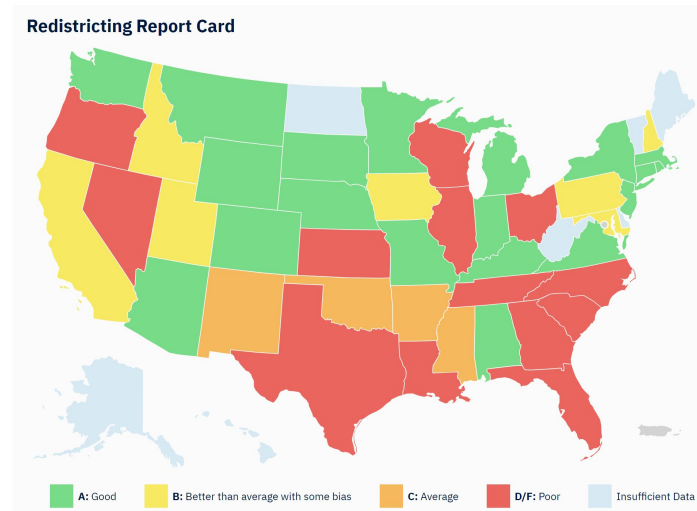 Redistricting Report Card
A: Good B: Better than average with some bias C: Average D/F: Poor Insufficient Data